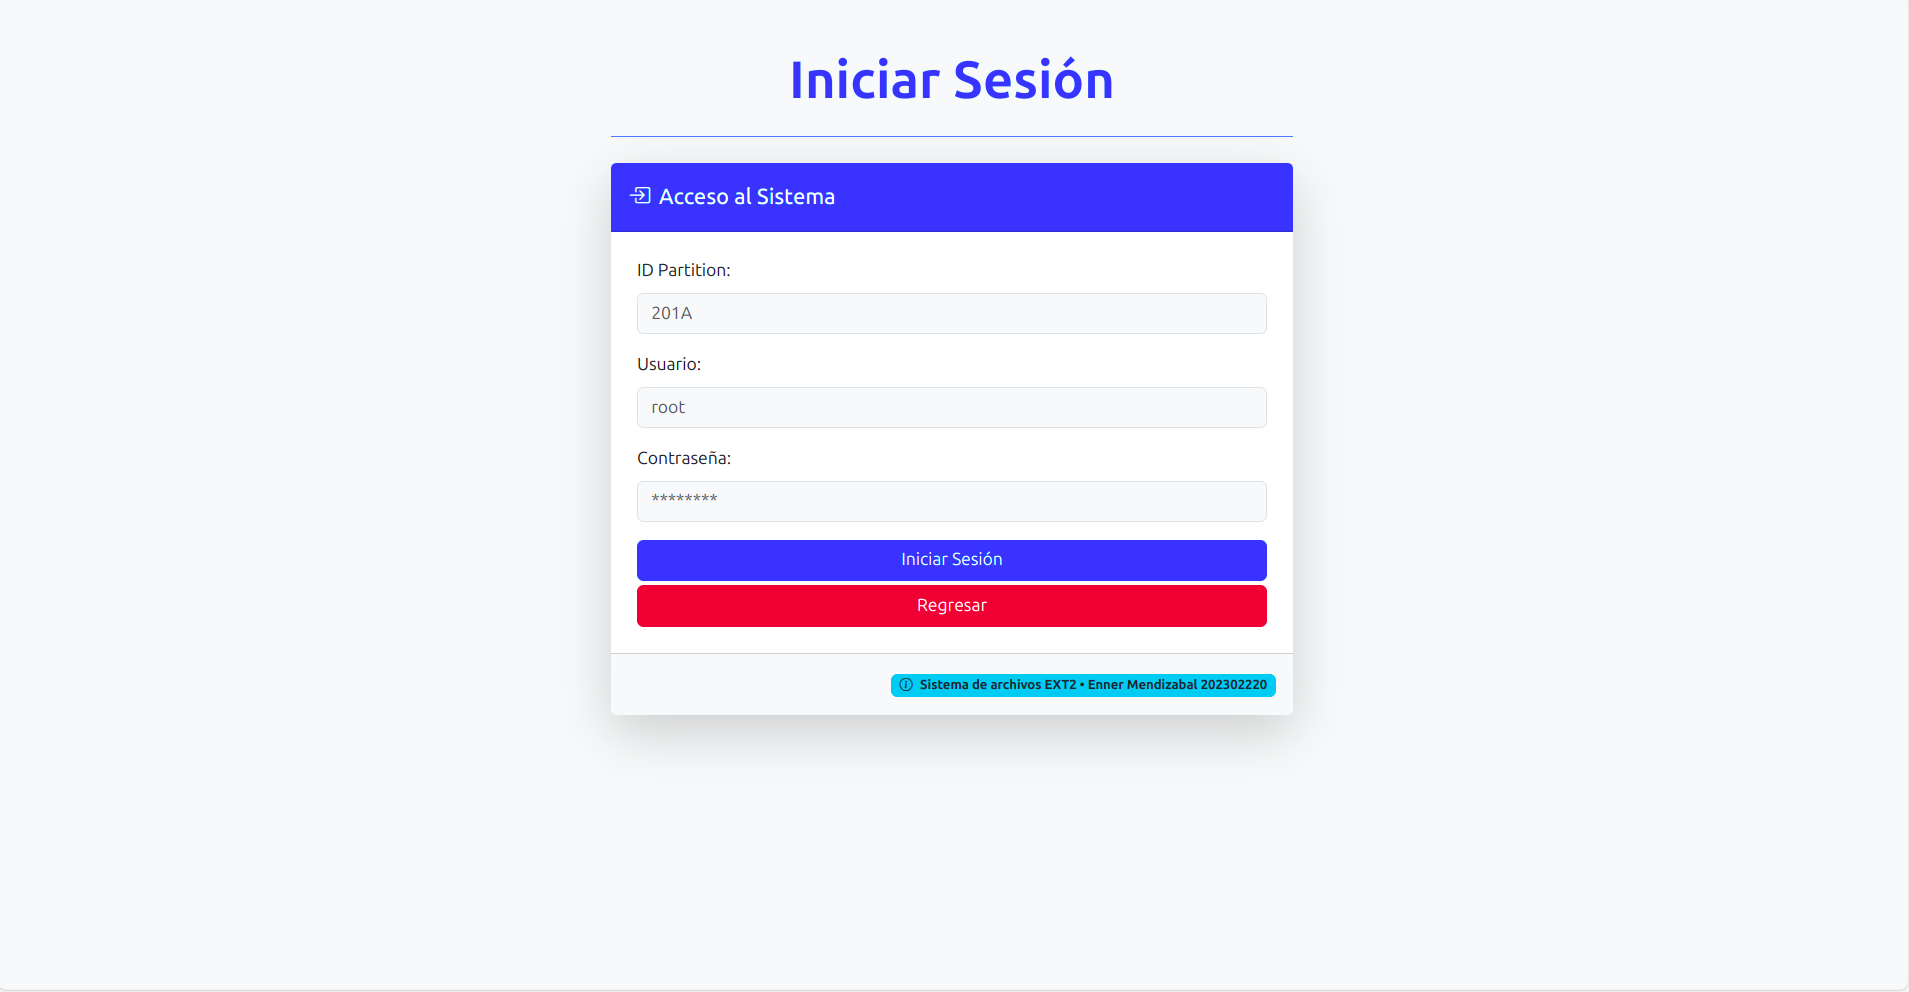 Iniciar Sesión
Acceso al Sistema
ID Partition:
201A
Usuario:
root
Contraseña:
********
Iniciar Sesión
Regresar
Sistema de archivos EXT2 • Enner Mendizabal 202302220